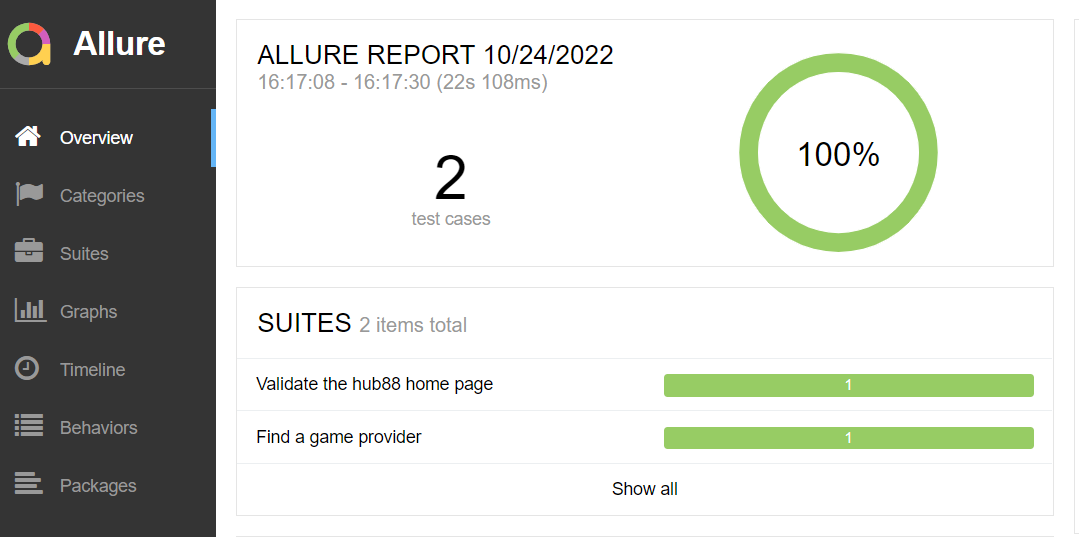 Allure
Overview
Categories
Suites
Graphs
Timeline
Behaviors
Packages
ALLURE REPORT 10/24/2022
16:17:08 - 16:17:30 (22s 108ms)
2
test cases
100%
SUITES 2 items total
Validate the hub88 home page 1
Find a game provider 1
Show all